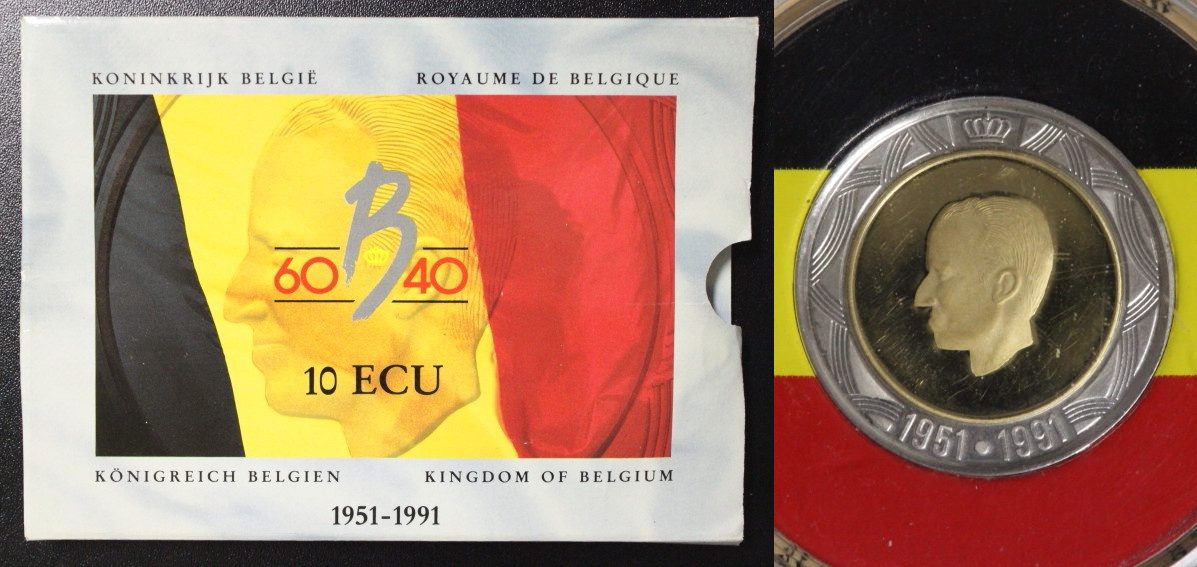 KONINKRIJK BELGIË
ROYAUME DE BELGIQUE
60 B 40
10 ECU
KÖNIGREICH BELGIEN
KINGDOM OF BELGIUM
1951-1991
1951 • 1991